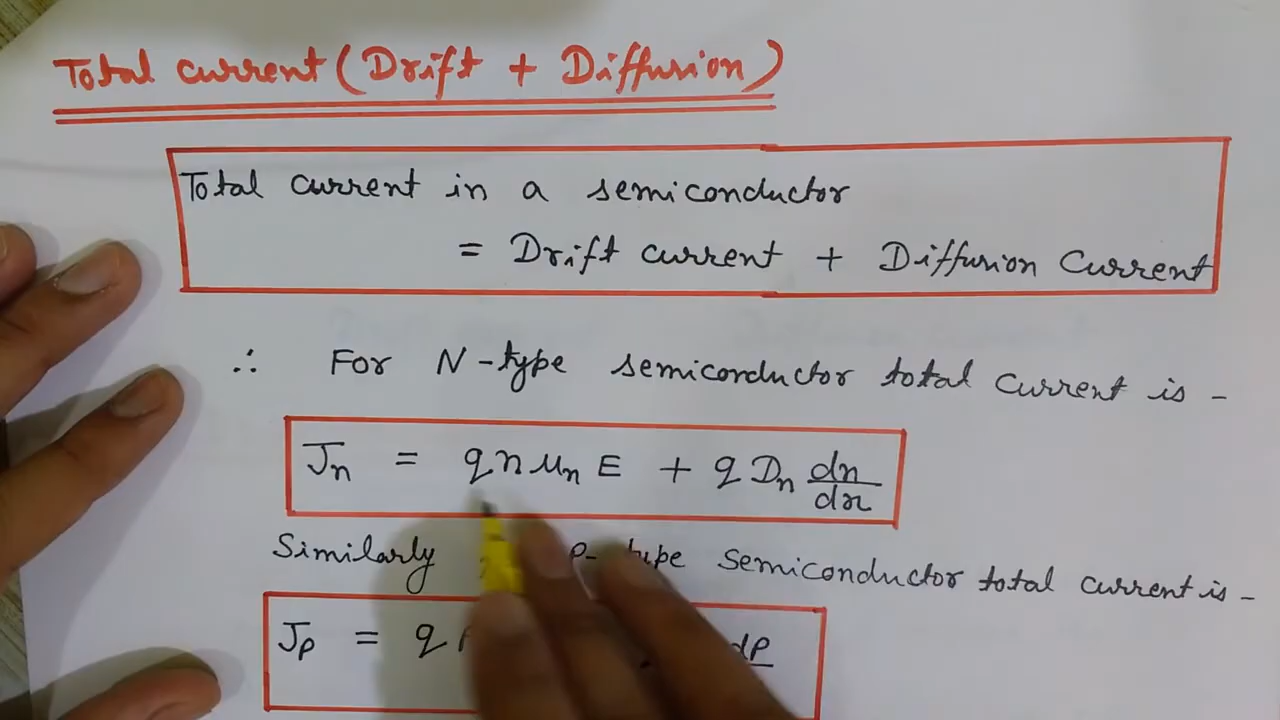 Total current (Drift + Diffusion)
Total current in a semiconductor
= Drift current + Diffusion Current
∴ For N-type semiconductor total current is -
Jn = qnμnE + qDn dn/dx
Similarly P-type semiconductor total current is -
Jp = q dP